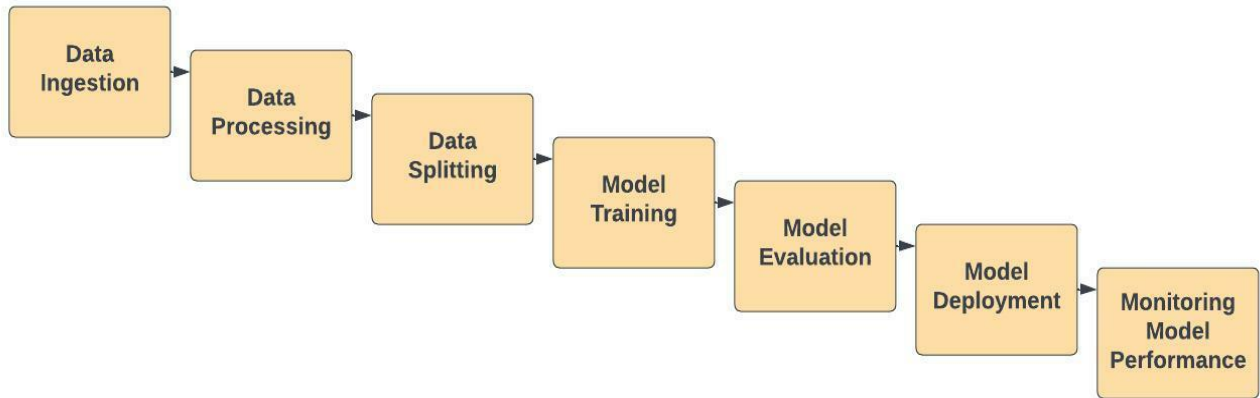 Data
Ingestion
Data
Processing
Data
Splitting
Model
Training
Model
Evaluation
Model
Deployment
Monitoring
Model
Performance